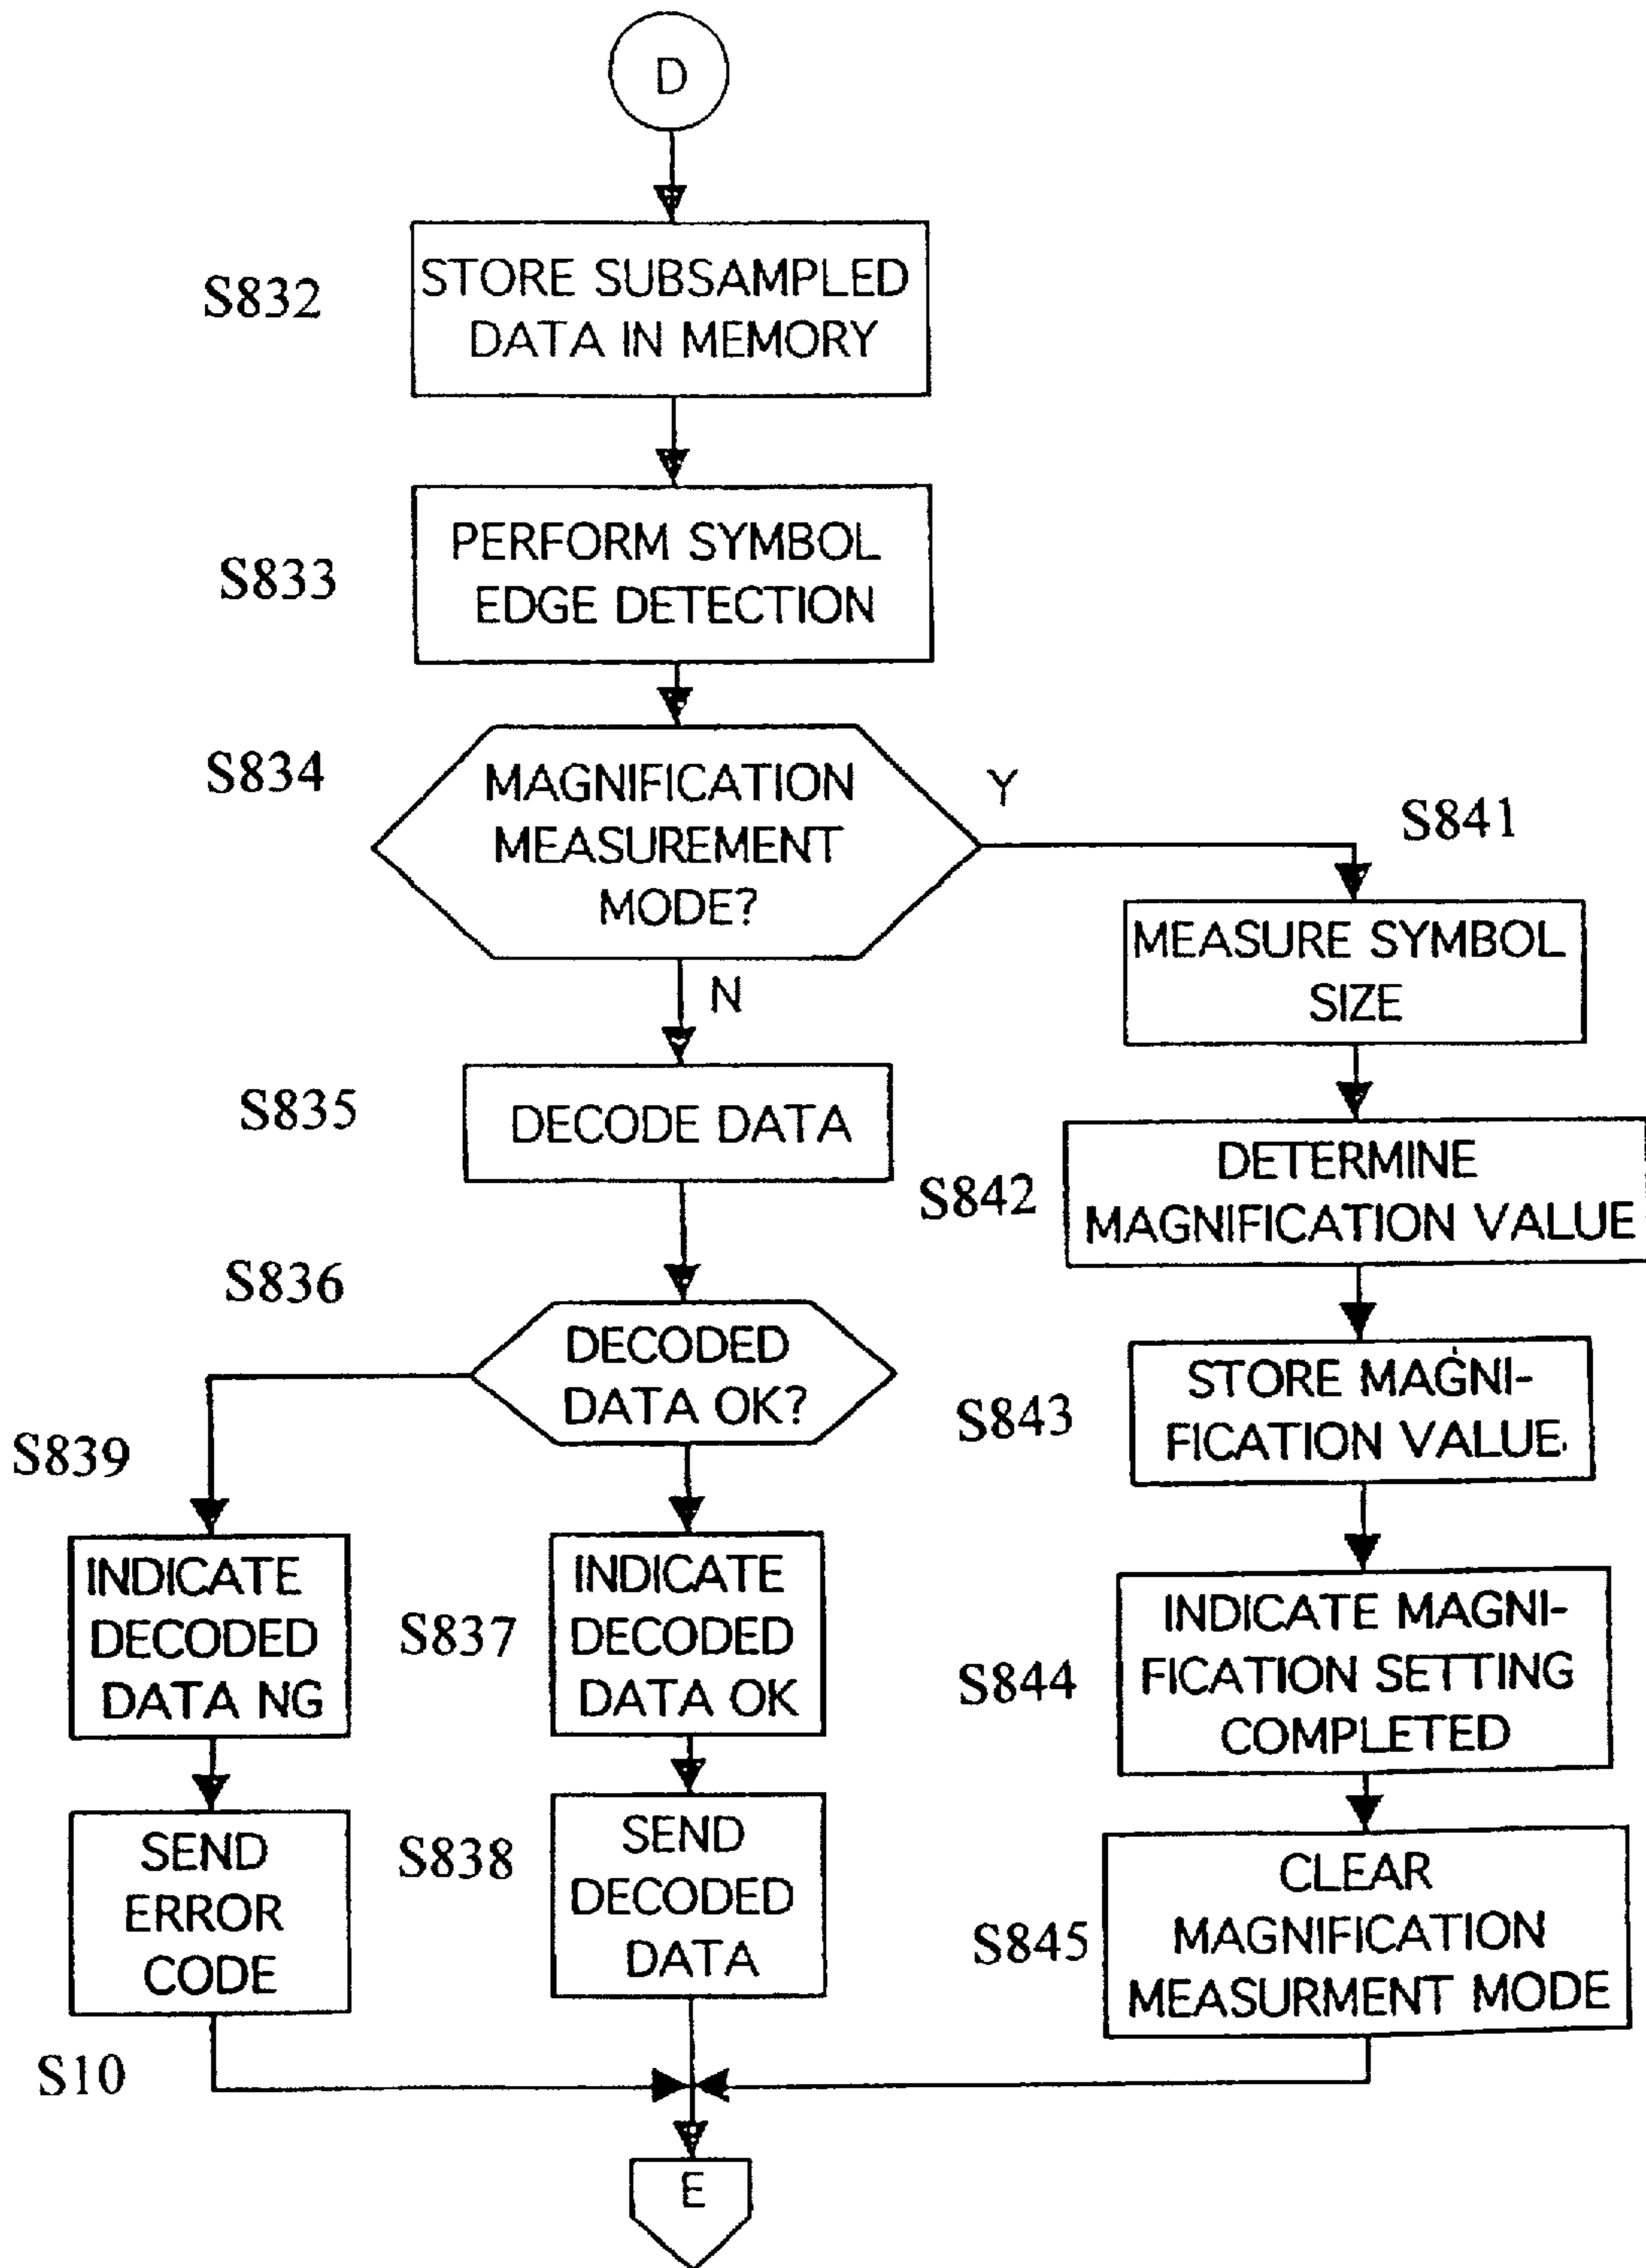 D
S832
STORE SUBSAMPLED
DATA IN MEMORY
S833
PERFORM SYMBOL
EDGE DETECTION
S834
MAGNIFICATION
MEASUREMENT
MODE?
Y
N
S841
MEASURE SYMBOL
SIZE
S835
DECODE DATA
S842
DETERMINE
MAGNIFICATION VALUE
S836
DECODED
DATA OK?
S843
STORE MAGNI-
FICATION VALUE
S839
INDICATE
DECODED
DATA NG
S837
INDICATE
DECODED
DATA OK
S844
INDICATE MAGNI-
FICATION SETTING
COMPLETED
SEND
ERROR
CODE
S838
SEND
DECODED
DATA
S845
CLEAR
MAGNIFICATION
MEASURMENT MODE
S10
E